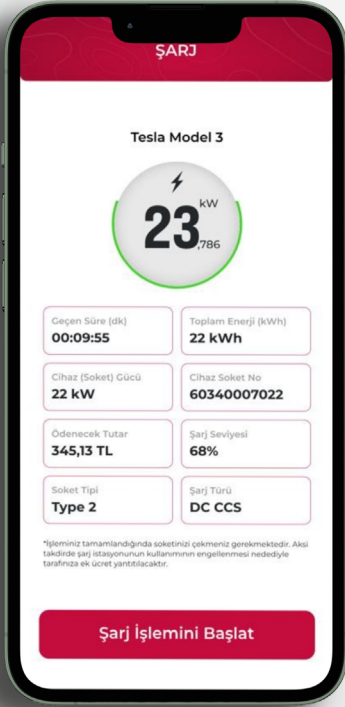 ŞARJ
Tesla Model 3
23,786 kW
Geçen Süre (dk)
00:09:55
Toplam Enerji (kWh)
22 kWh
Cihaz (Soket) Gücü
22 kW
Cihaz Soket No
60340007022
Ödenecek Tutar
345,13 TL
Şarj Seviyesi
68%
Soket Tipi
Type 2
Şarj Türü
DC CCS
*İşleminiz tamamlandığında soketinizi çekmeniz gerekmektedir. Aksi
takdirde şarj istasyonunun kullanımının engellenmesi nedediyle
tarafınıza ek ücret yantıtılacaktır.
Şarj İşlemini Başlat